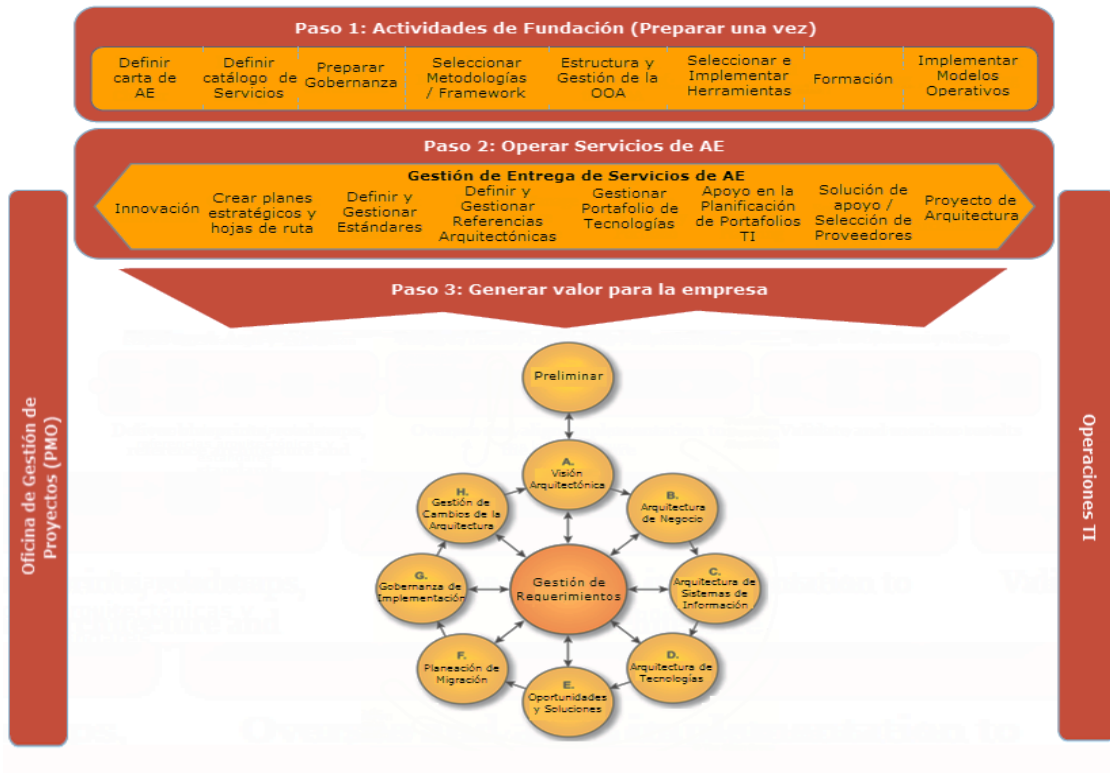 Paso 1: Actividades de Fundación (Preparar una vez)
Definir
carta de
AE
Definir
catálogo de
Servicios
Preparar
Gobernanza
Seleccionar
Metodologías
/ Framework
Estructura y
Gestión de la
OOA
Seleccionar e
Implementar
Herramientas
Formación
Implementar
Modelos
Operativos
Paso 2: Operar Servicios de AE
Gestión de Entrega de Servicios de AE
Innovación
Crear planes
estratégicos y
hojas de ruta
Definir y
Gestionar
Estándares
Definir y
Gestionar
Referencias
Arquitectónicas
Gestionar
Portafolio de
Tecnologías
Apoyo en la
Planificación
de Portafolios
TI
Solución de
apoyo /
Selección de
Proveedores
Proyecto de
Arquitectura
Paso 3: Generar valor para la empresa
Oficina de Gestión de
Proyectos (PMO)
Operaciones TI
Preliminar
A.
Visión
Arquitectónica
B.
Arquitectura
de Negocio
C.
Arquitectura de
Sistemas de
Información
D.
Arquitectura de
Tecnologías
E.
Oportunidades
y Soluciones
F.
Planeación de
Migración
G.
Gobernanza de
Implementación
H.
Gestión de
Cambios de la
Arquitectura
Gestión de
Requerimientos